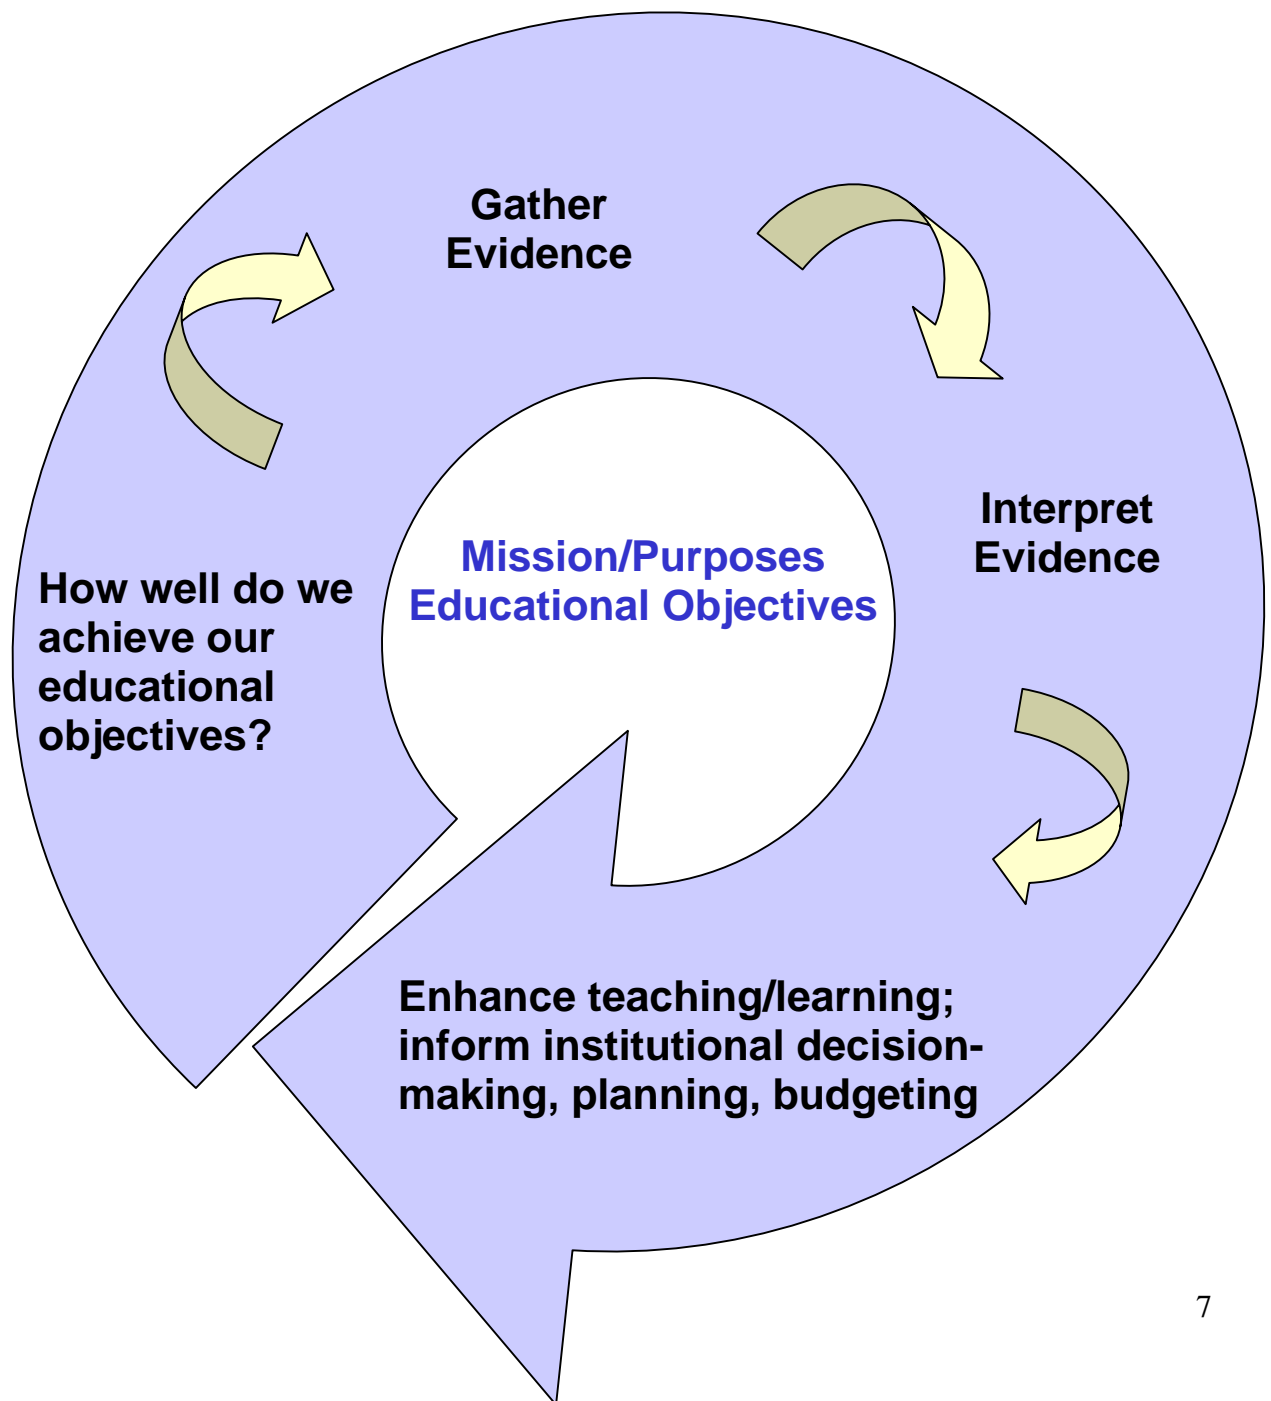 Gather
Evidence
Interpret
Evidence
Mission/Purposes
Educational Objectives
How well do we
achieve our
educational
objectives?
Enhance teaching/learning;
inform institutional decision-
making, planning, budgeting
7